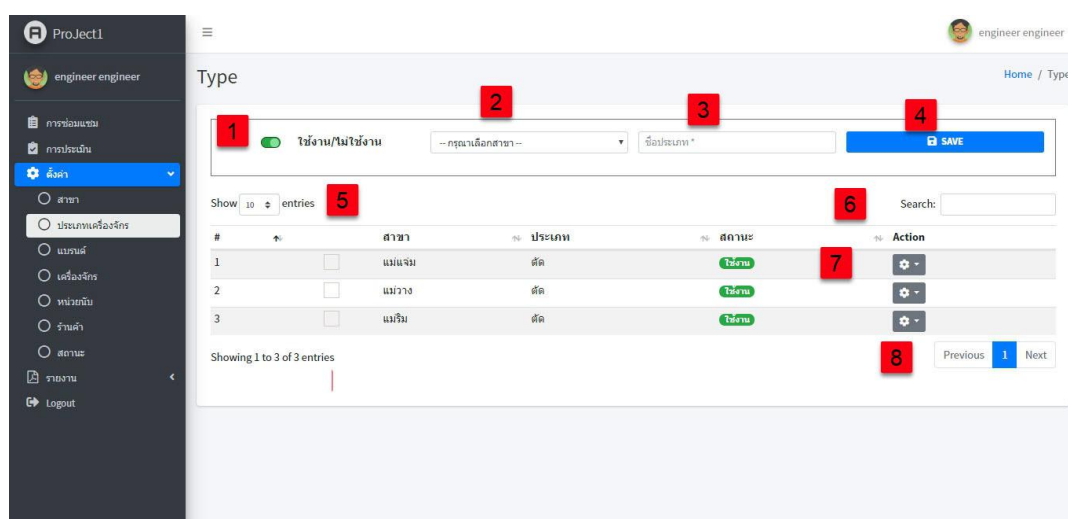 ProJect1
engineer engineer
engineer engineer
Type
Home / Type
การซ่อมแซม
การประเมิน
ตั้งค่า
สาขา
ประเภทเครื่องจักร
แบรนด์
เครื่องจักร
หน่วยนับ
ร้านค้า
สถานะ
รายงาน
Logout
1
ใช้งาน/ไม่ใช้งาน
2
-- กรุณาเลือกสาขา --
3
ชื่อประเภท *
4
SAVE
Show 10 entries
5
6
Search:
# สาขา ประเภท สถานะ Action
1 แม่แจ่ม ตัด ใช้งาน
7
2 แม่วาง ตัด ใช้งาน
3 แม่ริม ตัด ใช้งาน
Showing 1 to 3 of 3 entries
8
Previous 1 Next